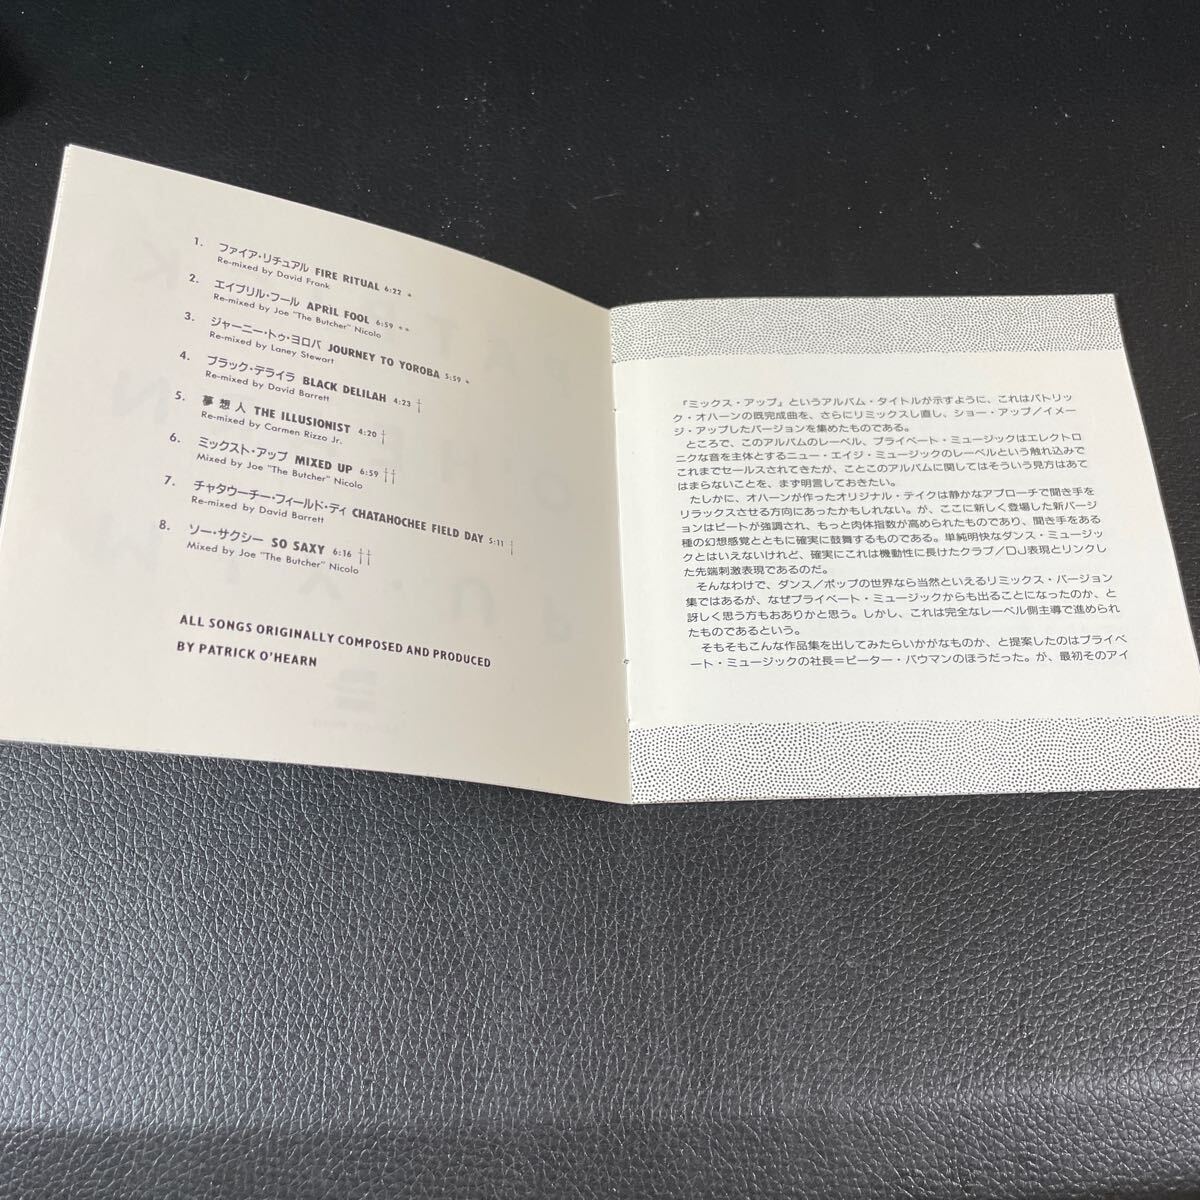 1. ファイア・リチュアル FIRE RITUAL 6:22 *
Re-mixed by David Frank
2. エイプリル・フール APRIL FOOL 6:59 **
Re-mixed by Joe "The Butcher" Nicolo
3. ジャーニー・トゥ・ヨロバ JOURNEY TO YOROBA 5:59 *
Re-mixed by Laney Stewart
4. ブラック・デライラ BLACK DELILAH 4:23 †
Re-mixed by David Barrett
5. 夢想人 THE ILLUSIONIST 4:20 †
Re-mixed by Carmen Rizzo Jr.
6. ミックスト・アップ MIXED UP 6:59 ††
Mixed by Joe "The Butcher" Nicolo
7. チャタウーチー・フィールド・ディ CHATAHOCHEE FIELD DAY 5:11 †
Re-mixed by David Barrett
8. ソー・サクシー SO SAXY 6:16 ††
Mixed by Joe "The Butcher" Nicolo
ALL SONGS ORIGINALLY COMPOSED AND PRODUCED
BY PATRICK O'HEARN
『ミックス・アップ』というアルバム・タイトルが示すように、これはパトリッ
ク・オハーンの既完成曲を、さらにリミックスし直し、ショー・アップ/イメー
ジ・アップしたバージョンを集めたものである。
ところで、このアルバムのレーベル、プライベート・ミュージックはエレクトロ
ニクな音を主体とするニュー・エイジ・ミュージックのレーベルという触れ込みで
これまでセールスされてきたが、ことこのアルバムに関してはそういう見方はあて
はまらないことを、まず明言しておきたい。
たしかに、オハーンが作ったオリジナル・テイクは静かなアプローチで聞き手を
リラックスさせる方向にあったかもしれない。が、ここに新しく登場した新バージ
ョンはビートが強調され、もっと肉体指数が高められたものであり、聞き手をある
種の幻想感覚とともに確実に鼓舞するものである。単純明快なダンス・ミュージッ
クとはいえないけれど、確実にこれは機動性に長けたクラブ/DJ表現とリンクし
た先端刺激表現であるのだ。
そんなわけで、ダンス/ポップの世界なら当然といえるリミックス・バージョン
集ではあるが、なぜプライベート・ミュージックからも出ることになったのか、と
訝しく思う方もおありかと思う。しかし、これは完全なレーベル側主導で進められ
たものであるという。
そもそもこんな作品集を出してみたらいかがなものか、と提案したのはプライベ
ート・ミュージックの社長=ピーター・バウマンのほうだった。が、最初そのアイ